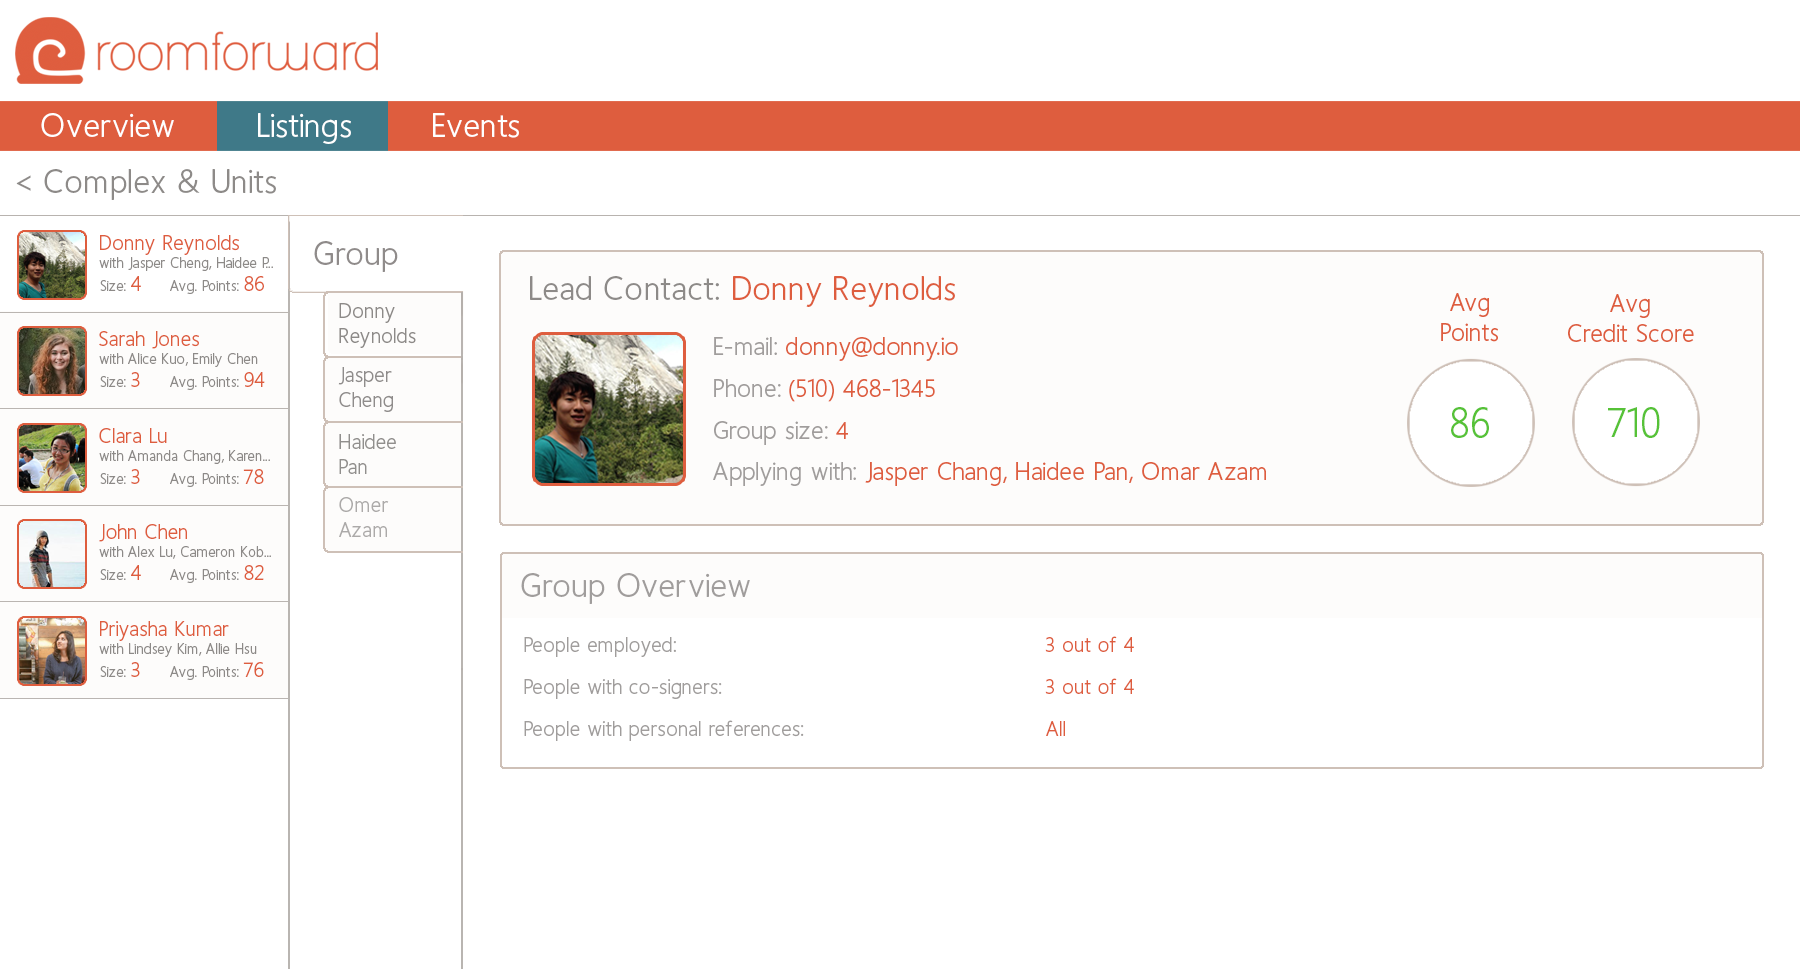 roomforward
Overview Listings Events
< Complex & Units
Donny Reynolds
with Jasper Cheng, Haidee P...
Size: 4 Avg. Points: 86
Sarah Jones
with Alice Kuo, Emily Chen
Size: 3 Avg. Points: 94
Clara Lu
with Amanda Chang, Karen...
Size: 3 Avg. Points: 78
John Chen
with Alex Lu, Cameron Kob...
Size: 4 Avg. Points: 82
Priyasha Kumar
with Lindsey Kim, Allie Hsu
Size: 3 Avg. Points: 76
Group
Donny
Reynolds
Jasper
Cheng
Haidee
Pan
Omer
Azam
Lead Contact: Donny Reynolds
E-mail: donny@donny.io
Phone: (510) 468-1345
Group size: 4
Applying with: Jasper Chang, Haidee Pan, Omar Azam
Avg
Points
86
Avg
Credit Score
710
Group Overview
People employed: 3 out of 4
People with co-signers: 3 out of 4
People with personal references: All